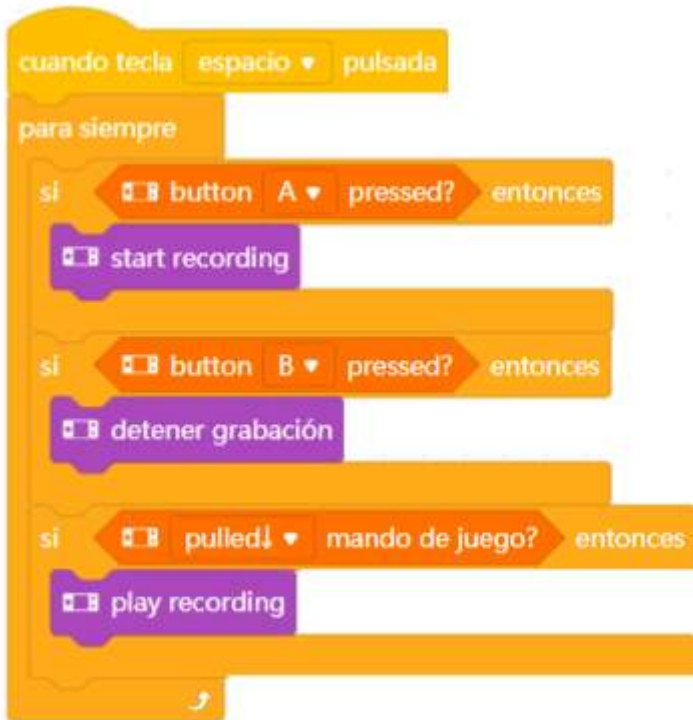 cuando tecla espacio pulsada
para siempre
si button A pressed? entonces
start recording
si button B pressed? entonces
detener grabación
si pulled↓ mando de juego? entonces
play recording